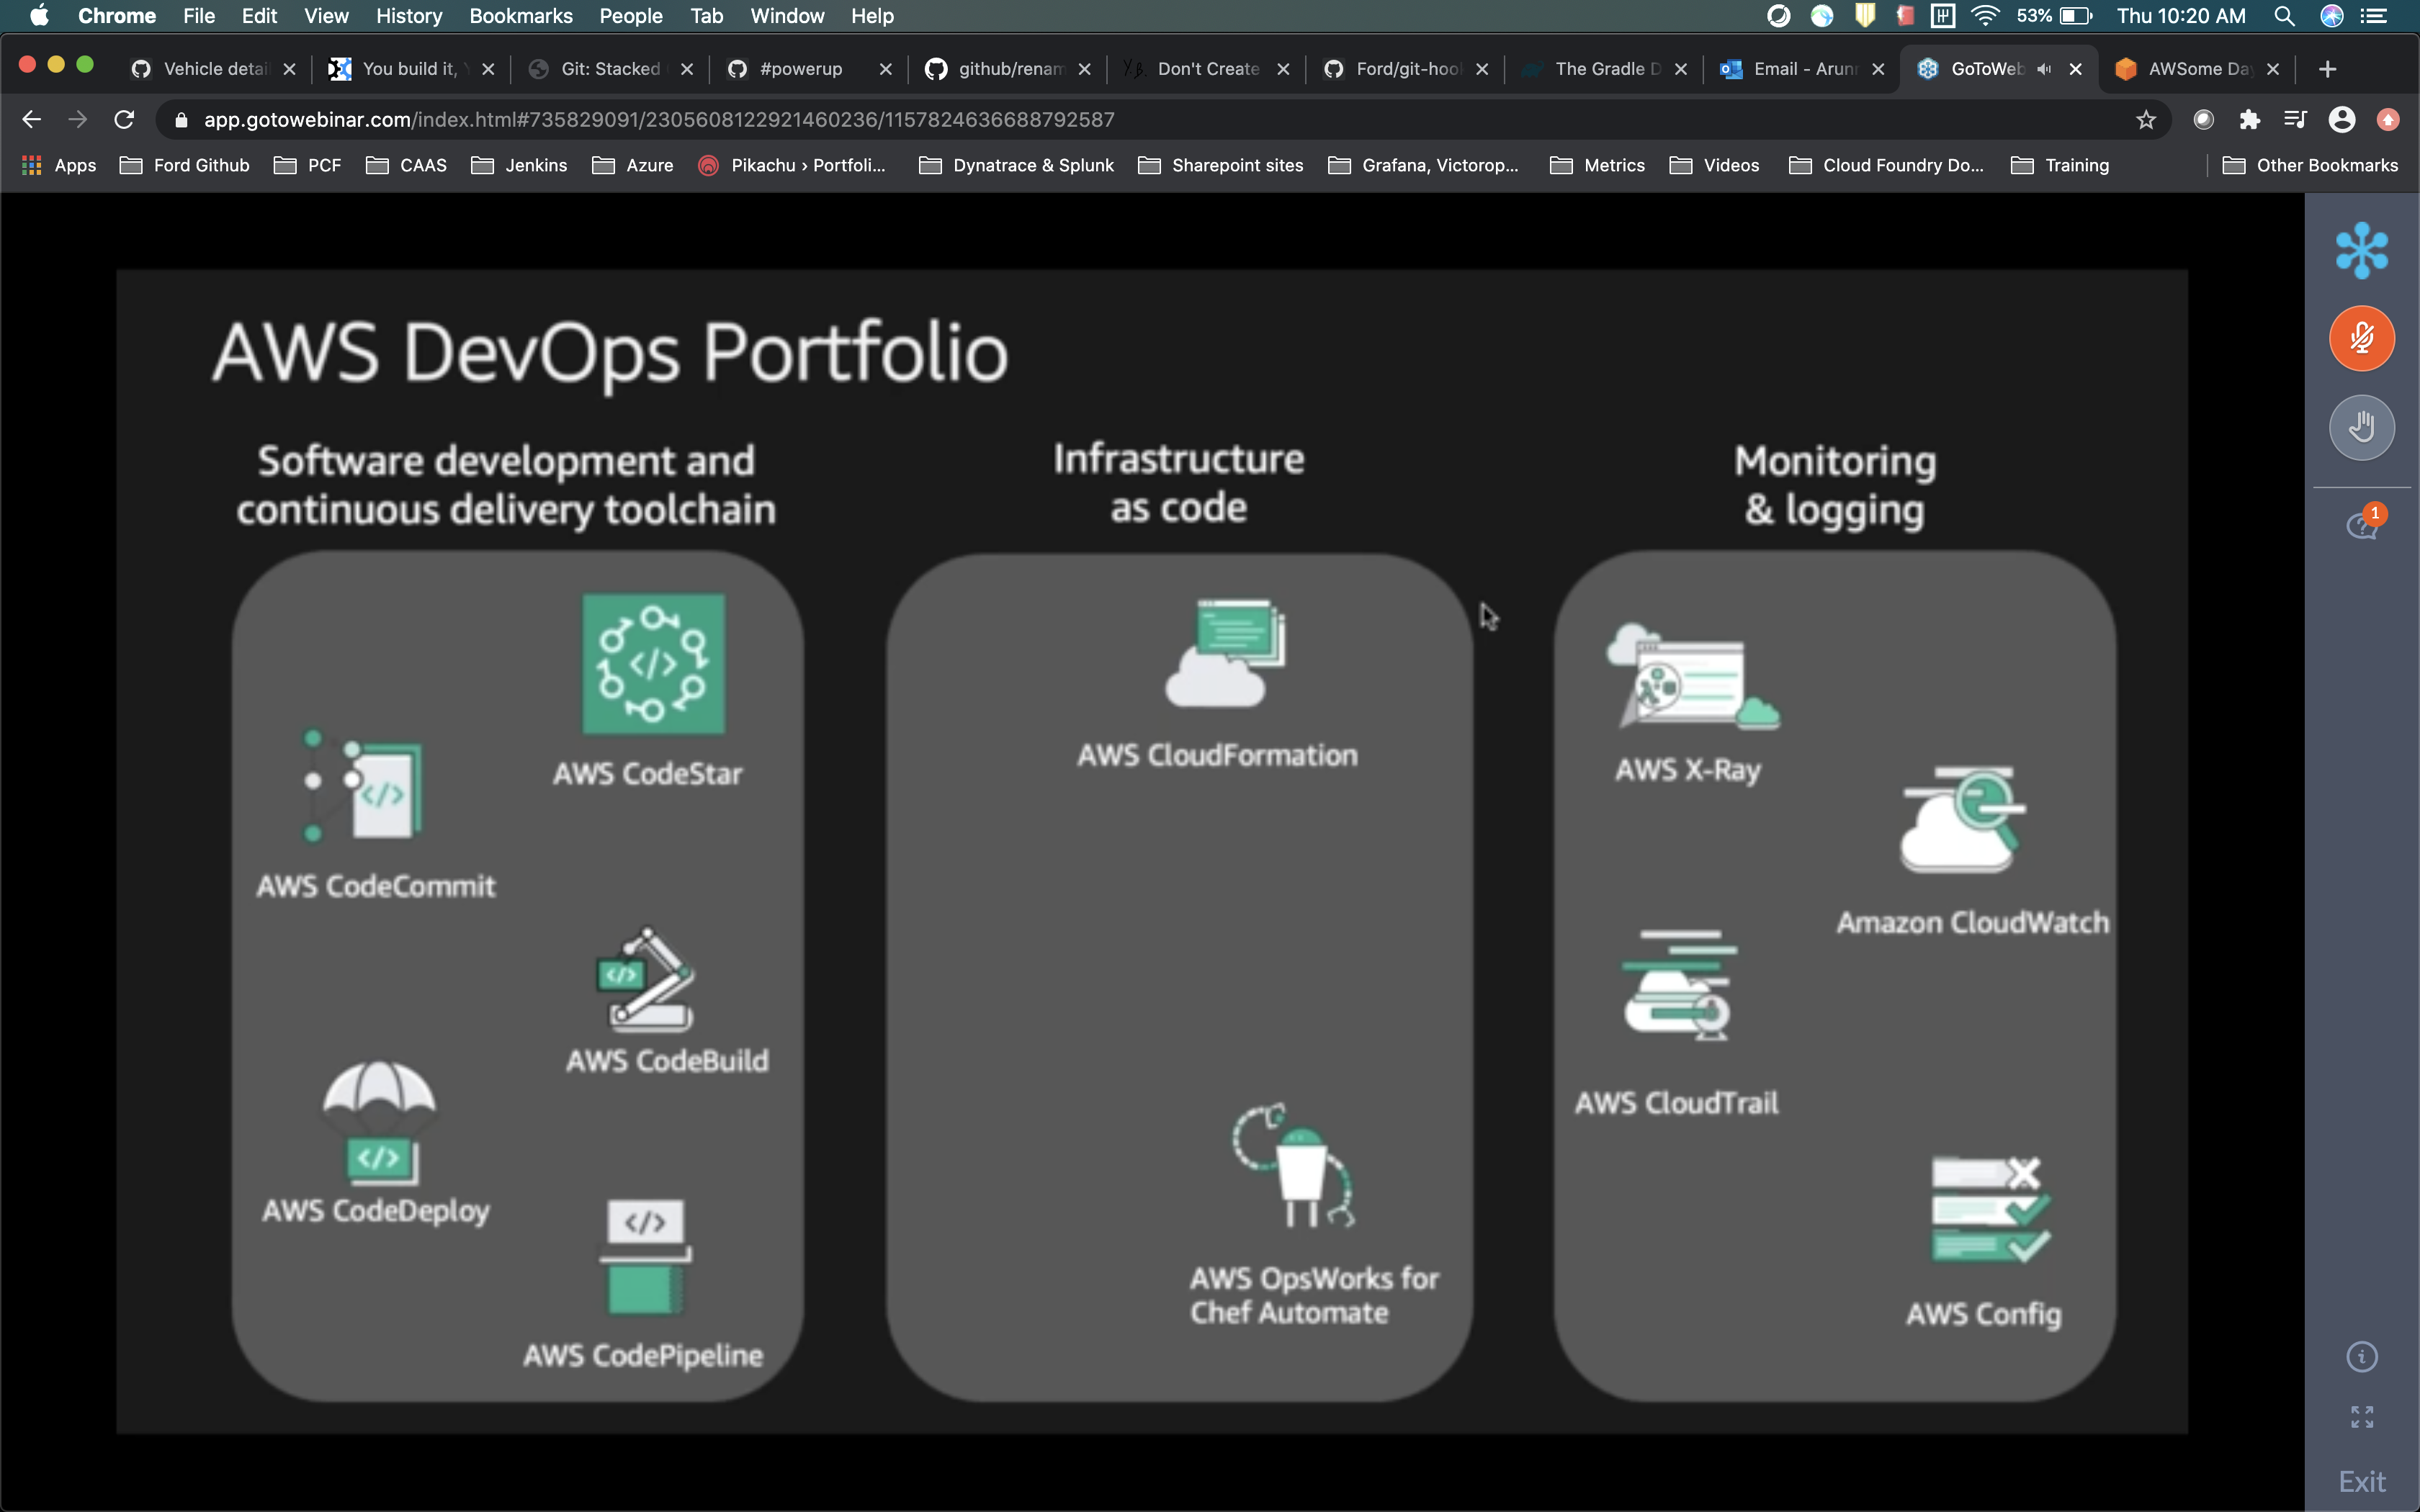 Chrome File Edit View History Bookmarks People Tab Window Help 53% Thu 10:20 AM
Vehicle detai You build it, Git: Stacked #powerup github/renam Don't Create Ford/git-hoo The Gradle D Email - Arun GoToWeb AWSome Da
app.gotowebinar.com/index.html#735829091/2305608122921460236/1157824636688792587
Apps Ford Github PCF CAAS Jenkins Azure Pikachu › Portfoli... Dynatrace & Splunk Sharepoint sites Grafana, Victorop... Metrics Videos Cloud Foundry Do... Training Other Bookmarks
AWS DevOps Portfolio
Software development and
continuous delivery toolchain
AWS CodeStar
</>
AWS CodeCommit
</>
AWS CodeBuild
</>
AWS CodeDeploy
</>
AWS CodePipeline
</>
Infrastructure
as code
AWS CloudFormation
AWS OpsWorks for
Chef Automate
Monitoring
& logging
AWS X-Ray
Amazon CloudWatch
AWS CloudTrail
AWS Config
1
Exit